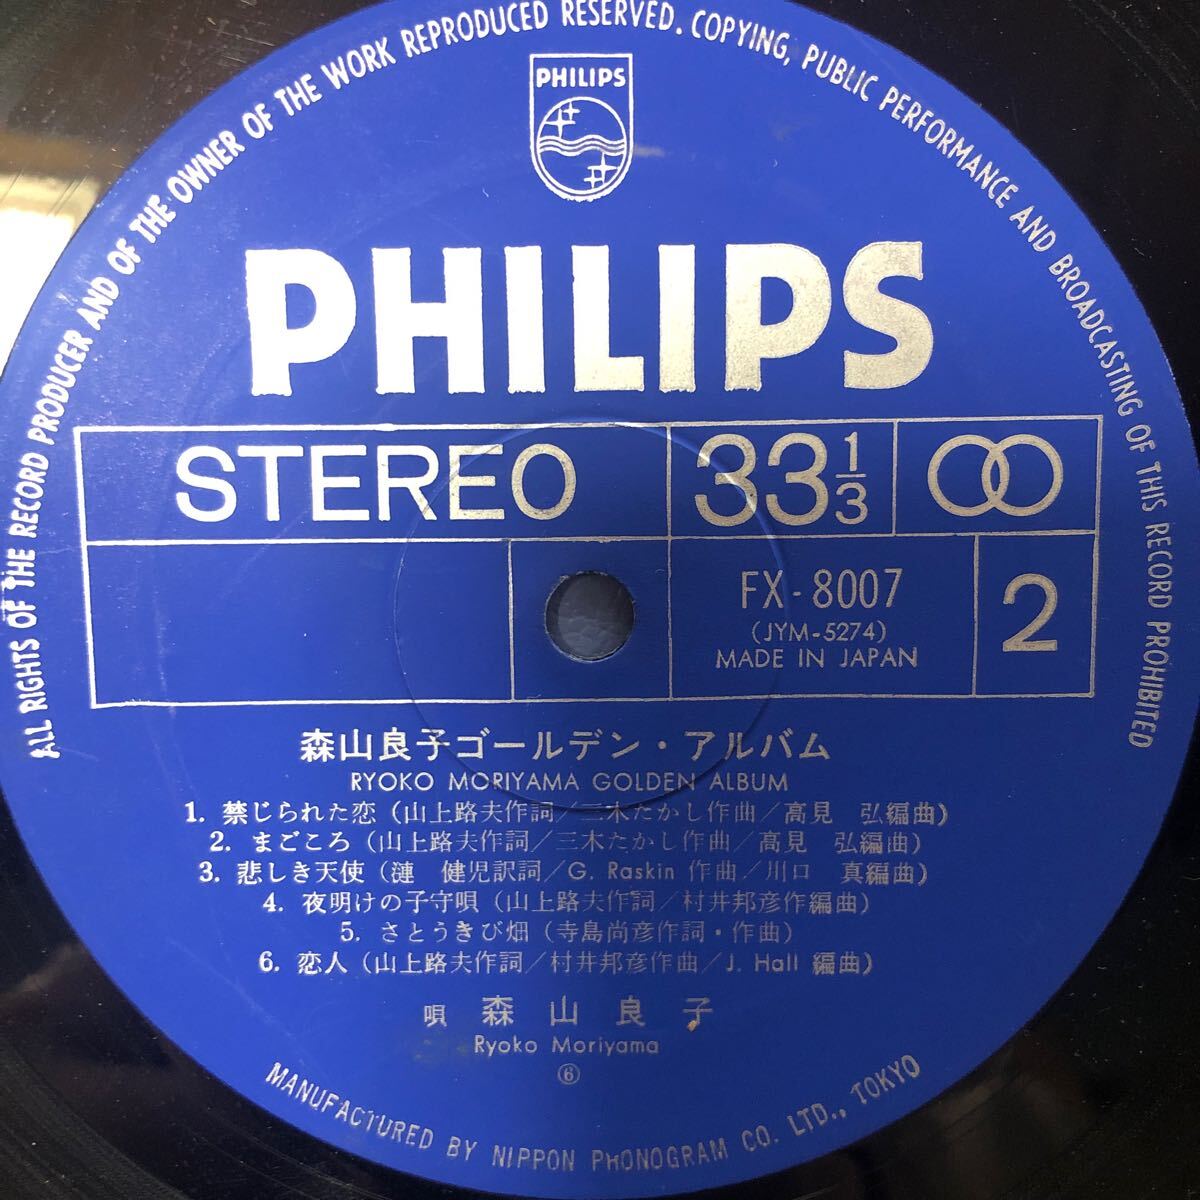 ALL RIGHTS OF THE RECORD PRODUCER AND OF THE OWNER OF THE WORK REPRODUCED RESERVED. COPYING, PUBLIC PERFORMANCE AND BROADCASTING OF THIS RECORD PROHIBITED
PHILIPS
PHILIPS
STEREO 33 1/3
FX-8007
(JYM-5274)
MADE IN JAPAN
2
森山良子ゴールデン・アルバム
RYOKO MORIYAMA GOLDEN ALBUM
1. 禁じられた恋（山上路夫作詞／三木たかし作曲／高見 弘編曲）
2. まごころ（山上路夫作詞／三木たかし作曲／高見 弘編曲）
3. 悲しき天使（漣 健児訳詞／G. Raskin 作曲／川口 真編曲）
4. 夜明けの子守唄（山上路夫作詞／村井邦彦作編曲）
5. さとうきび畑（寺島尚彦作詞・作曲）
6. 恋人（山上路夫作詞／村井邦彦作曲／J. Hall 編曲）
唄 森山良子
Ryoko Moriyama
⑥
MANUFACTURED BY NIPPON PHONOGRAM CO. LTD., TOKYO